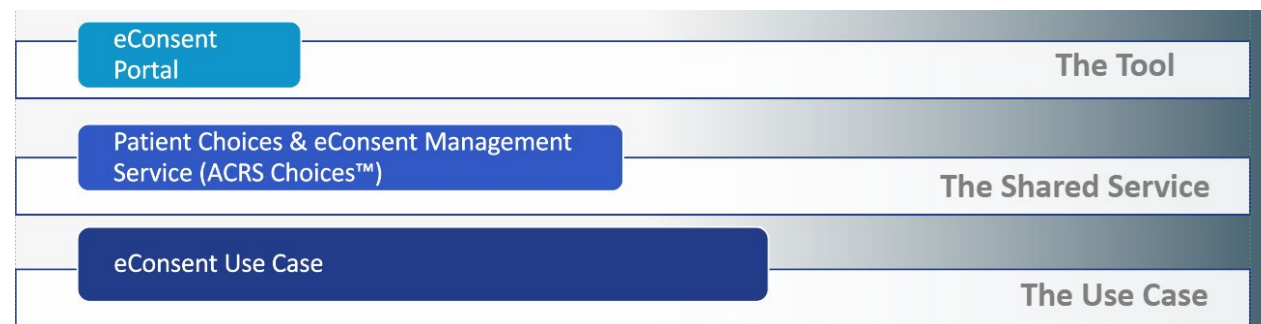 eConsent
Portal
The Tool
Patient Choices & eConsent Management
Service (ACRS Choices™)
The Shared Service
eConsent Use Case
The Use Case